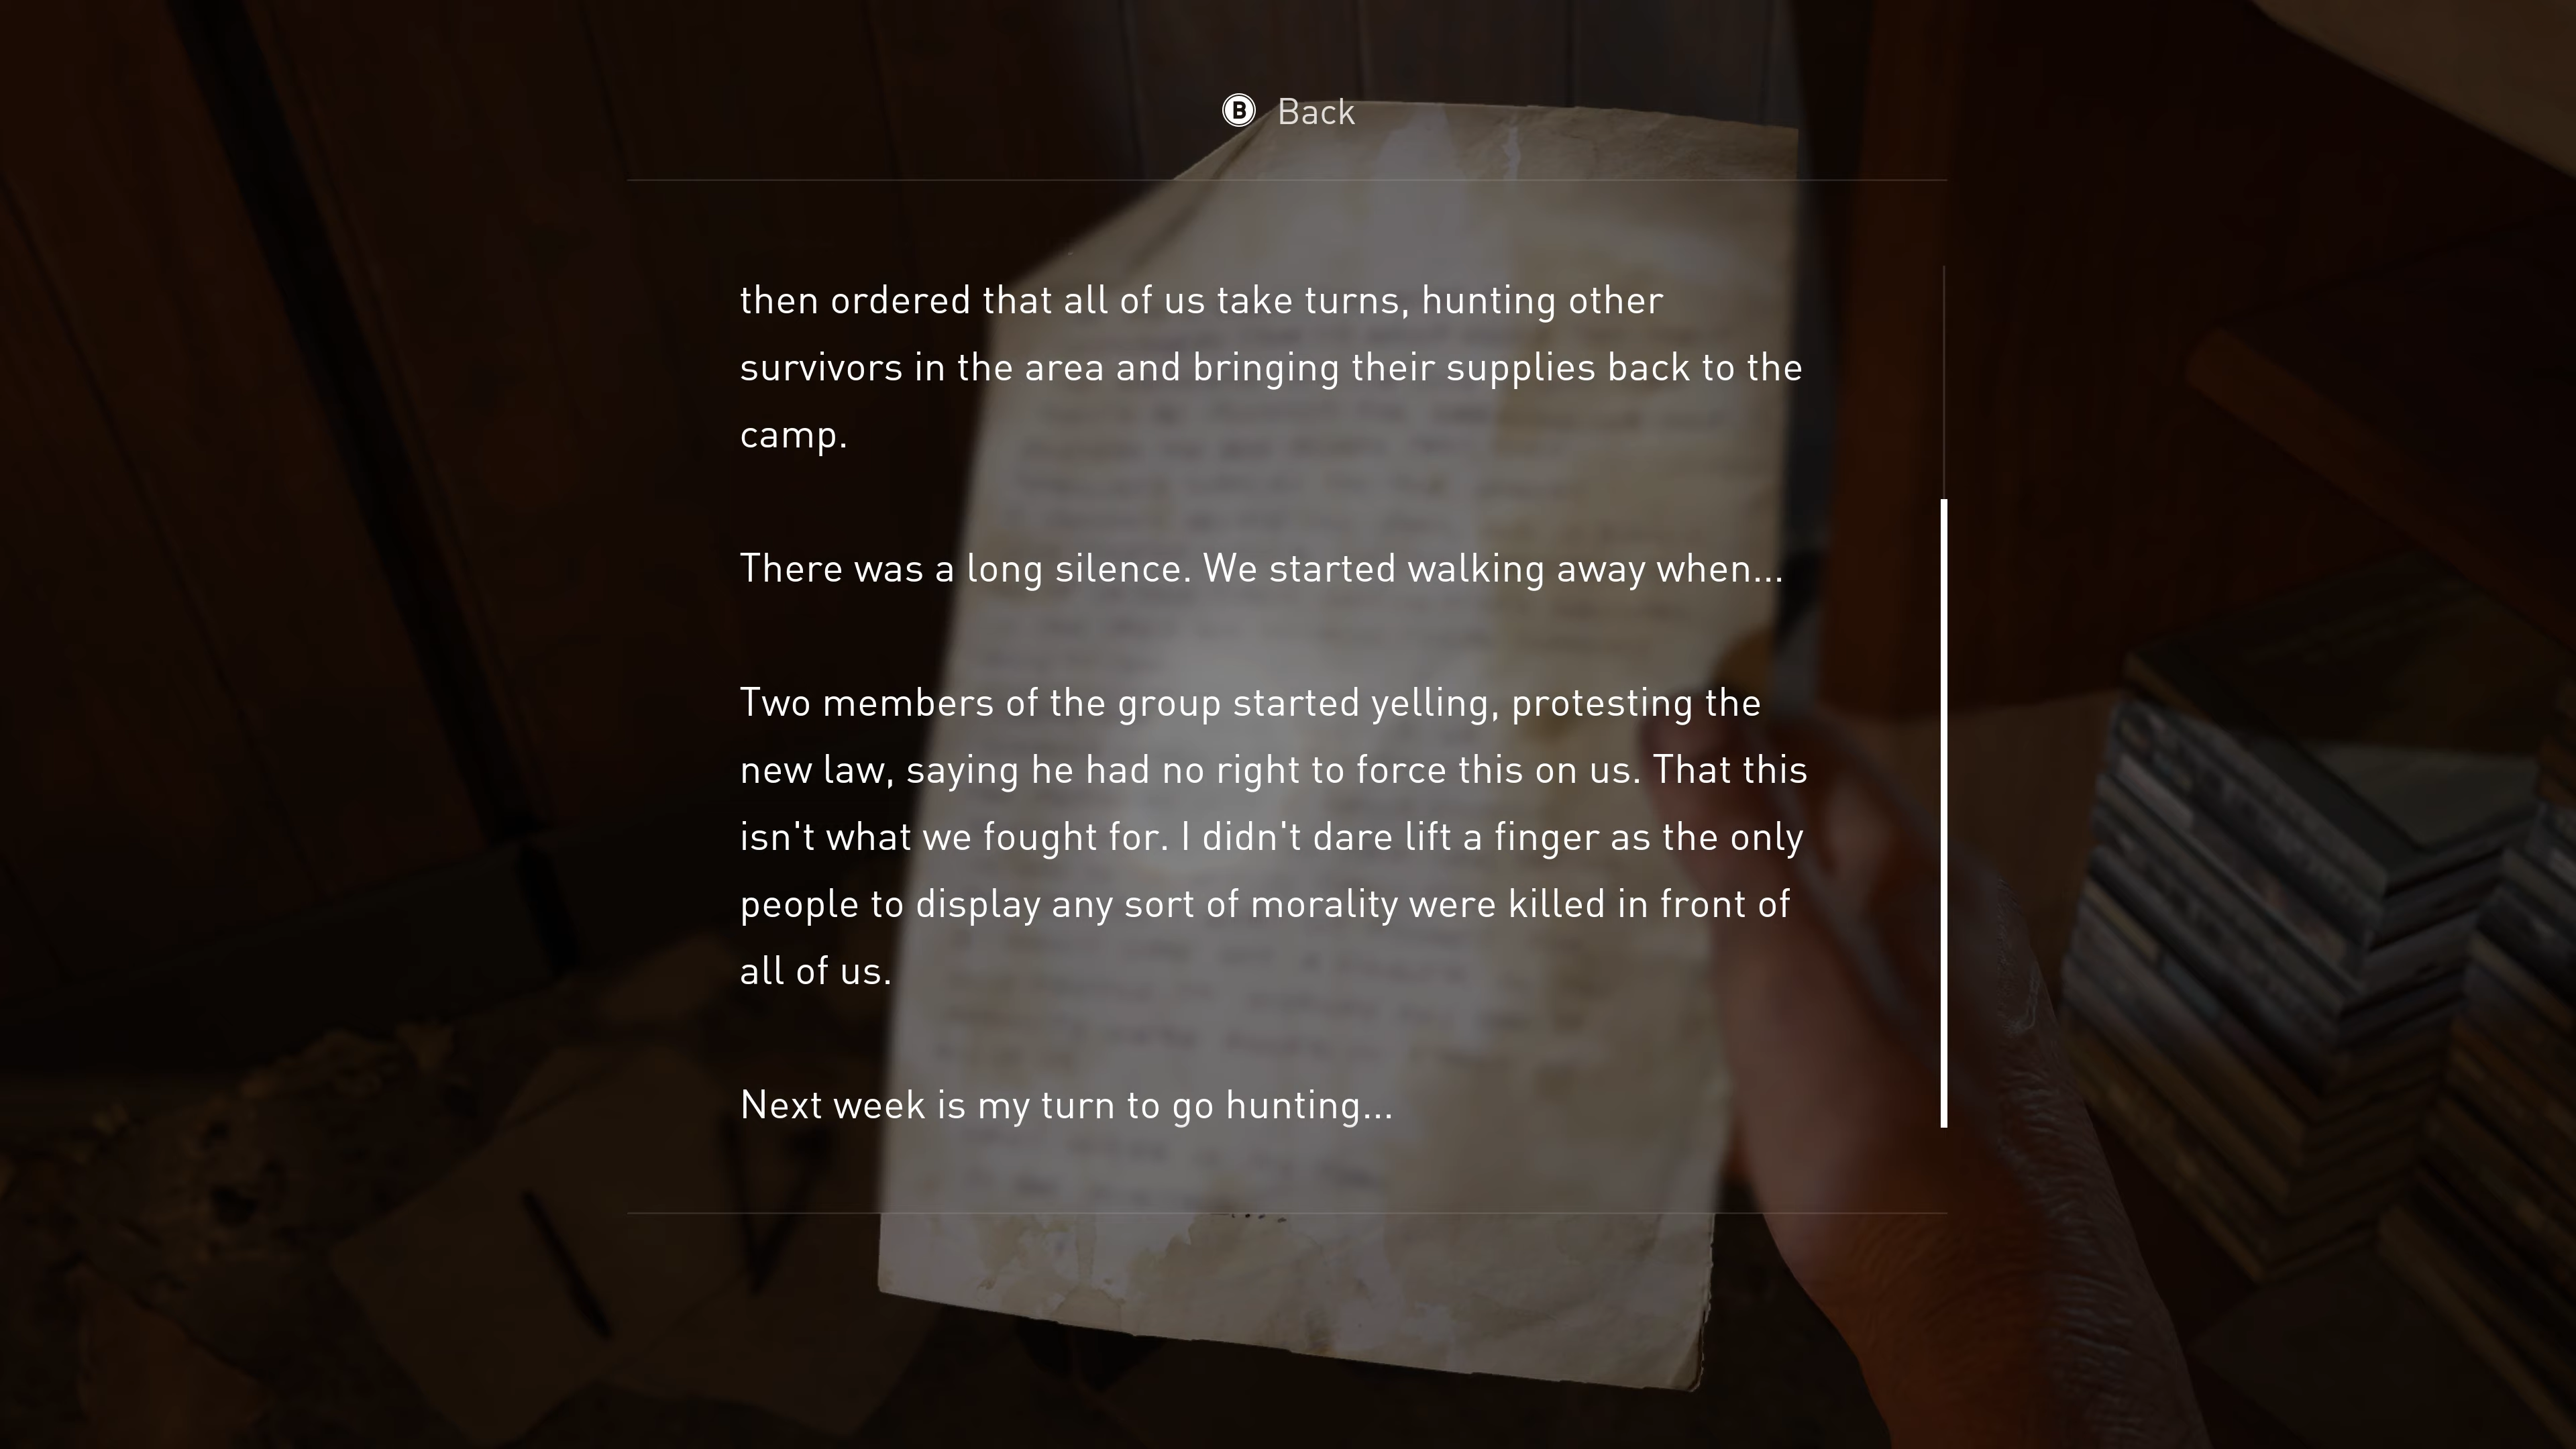 B Back
then ordered that all of us take turns, hunting other
survivors in the area and bringing their supplies back to the
camp.
There was a long silence. We started walking away when...
Two members of the group started yelling, protesting the
new law, saying he had no right to force this on us. That this
isn't what we fought for. I didn't dare lift a finger as the only
people to display any sort of morality were killed in front of
all of us.
Next week is my turn to go hunting...